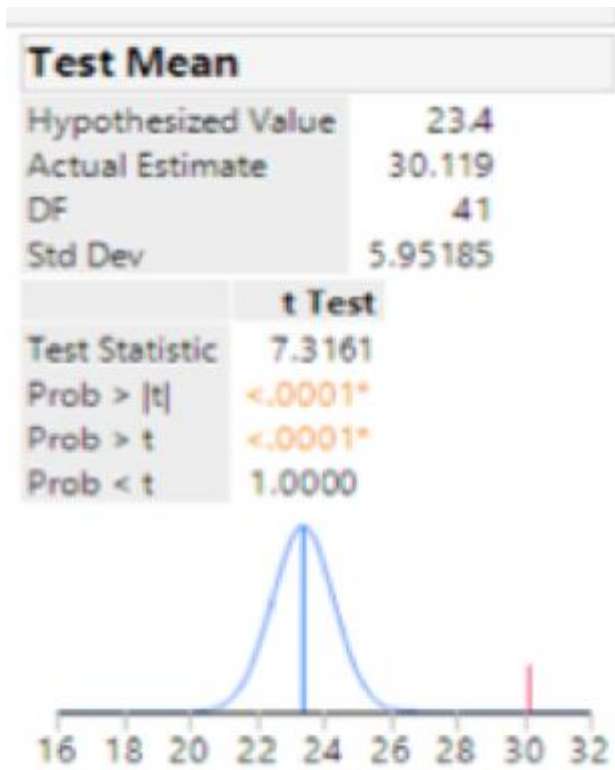 Test Mean
Hypothesized Value 23.4
Actual Estimate 30.119
DF 41
Std Dev 5.95185
t Test
Test Statistic 7.3161
Prob > |t| <.0001*
Prob > t <.0001*
Prob < t 1.0000
16 18 20 22 24 26 28 30 32